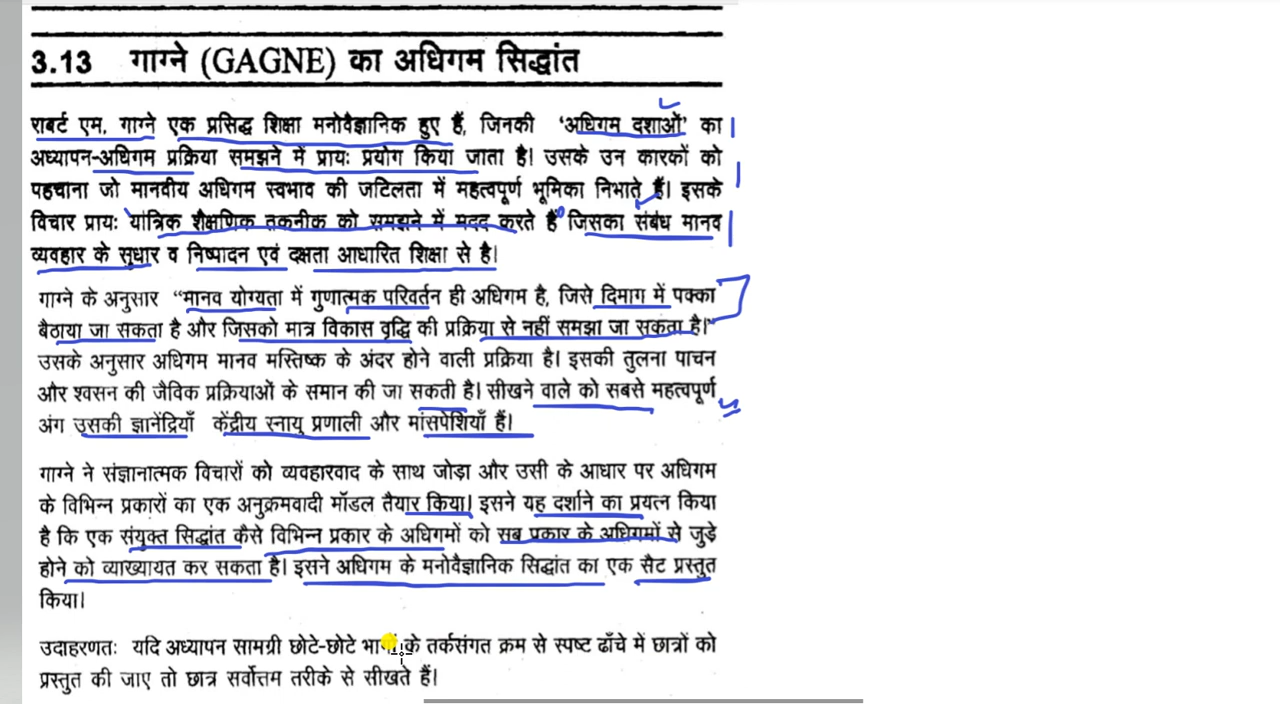 3.13 गाग्ने (GAGNE) का अधिगम सिद्धांत
राबर्ट एम. गाग्ने एक प्रसिद्ध शिक्षा मनोवैज्ञानिक हुए हैं, जिनकी ‘अधिगम दशाओं’ का
अध्यापन-अधिगम प्रक्रिया समझने में प्रायः प्रयोग किया जाता है। उसके उन कारकों को
पहचाना जो मानवीय अधिगम स्वभाव की जटिलता में महत्वपूर्ण भूमिका निभाते हैं। इसके
विचार प्रायः यांत्रिक शैक्षणिक तकनीक को समझने में मदद करते हैं जिसका संबंध मानव
व्यवहार के सुधार व निष्पादन एवं दक्षता आधारित शिक्षा से है।
गाग्ने के अनुसार “मानव योग्यता में गुणात्मक परिवर्तन ही अधिगम है, जिसे दिमाग में पक्का
बैठाया जा सकता है और जिसको मात्र विकास वृद्धि की प्रक्रिया से नहीं समझा जा सकता है।”
उसके अनुसार अधिगम मानव मस्तिष्क के अंदर होने वाली प्रक्रिया है। इसकी तुलना पाचन
और श्वसन की जैविक प्रक्रियाओं के समान की जा सकती है। सीखने वाले को सबसे महत्वपूर्ण
अंग उसकी ज्ञानेंद्रियाँ केंद्रीय स्नायु प्रणाली और मांसपेशियाँ हैं।
गाग्ने ने संज्ञानात्मक विचारों को व्यवहारवाद के साथ जोड़ा और उसी के आधार पर अधिगम
के विभिन्न प्रकारों का एक अनुक्रमवादी मॉडल तैयार किया। इसने यह दर्शाने का प्रयत्न किया
है कि एक संयुक्त सिद्धांत कैसे विभिन्न प्रकार के अधिगमों को सब प्रकार के अधिगमों से जुड़े
होने को व्याख्यायत कर सकता है। इसने अधिगम के मनोवैज्ञानिक सिद्धांत का एक सैट प्रस्तुत
किया।
उदाहरणतः यदि अध्यापन सामग्री छोटे-छोटे भागों के तर्कसंगत क्रम से स्पष्ट ढाँचे में छात्रों को
प्रस्तुत की जाए तो छात्र सर्वोत्तम तरीके से सीखते हैं।